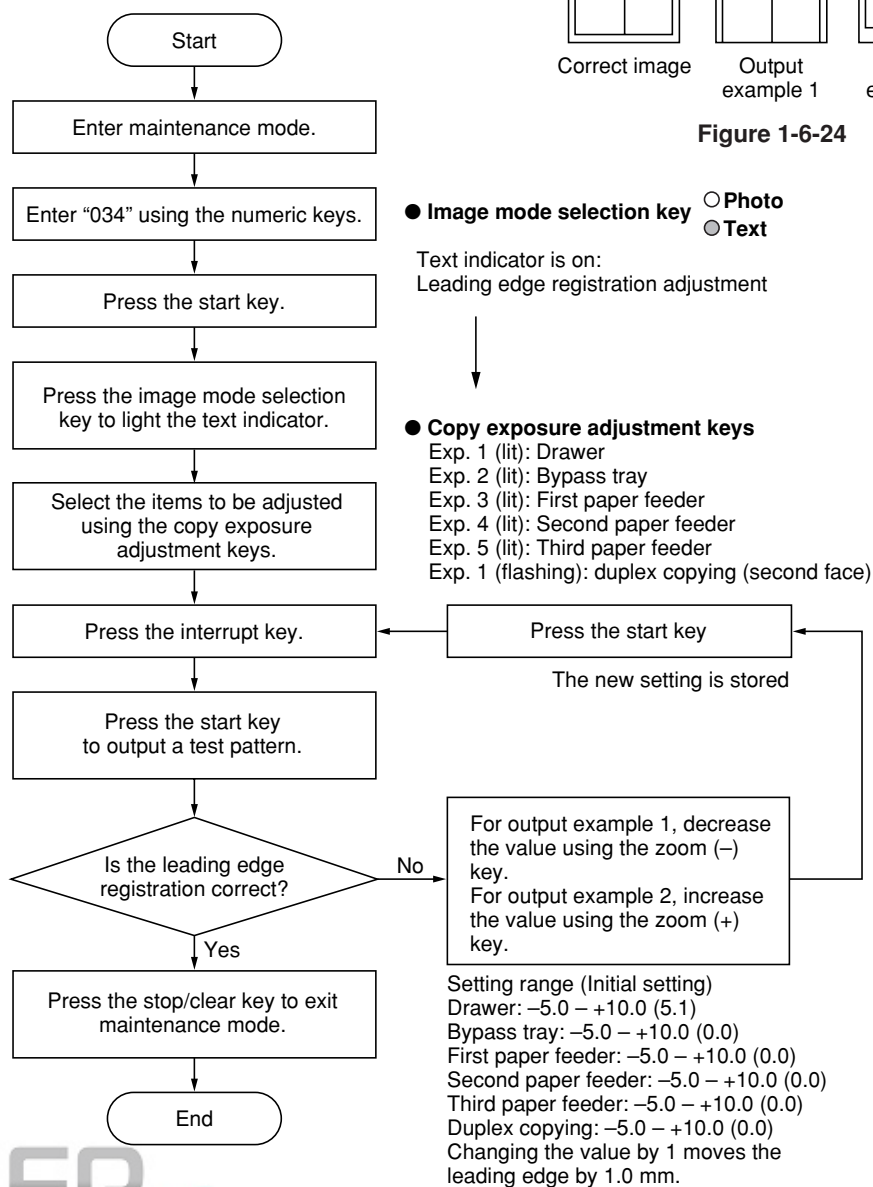 Start
Enter maintenance mode.
Enter “034” using the numeric keys.
Press the start key.
Press the image mode selection
key to light the text indicator.
Select the items to be adjusted
using the copy exposure
adjustment keys.
Press the interrupt key.
Press the start key
to output a test pattern.
Is the leading edge
registration correct?
No
Yes
Press the stop/clear key to exit
maintenance mode.
End
Correct image
Output
example 1
Figure 1-6-24
● Image mode selection key
Photo
Text
Text indicator is on:
Leading edge registration adjustment
● Copy exposure adjustment keys
Exp. 1 (lit): Drawer
Exp. 2 (lit): Bypass tray
Exp. 3 (lit): First paper feeder
Exp. 4 (lit): Second paper feeder
Exp. 5 (lit): Third paper feeder
Exp. 1 (flashing): duplex copying (second face)
Press the start key
The new setting is stored
For output example 1, decrease
the value using the zoom (–)
key.
For output example 2, increase
the value using the zoom (+)
key.
Setting range (Initial setting)
Drawer: –5.0 – +10.0 (5.1)
Bypass tray: –5.0 – +10.0 (0.0)
First paper feeder: –5.0 – +10.0 (0.0)
Second paper feeder: –5.0 – +10.0 (0.0)
Third paper feeder: –5.0 – +10.0 (0.0)
Duplex copying: –5.0 – +10.0 (0.0)
Changing the value by 1 moves the
leading edge by 1.0 mm.